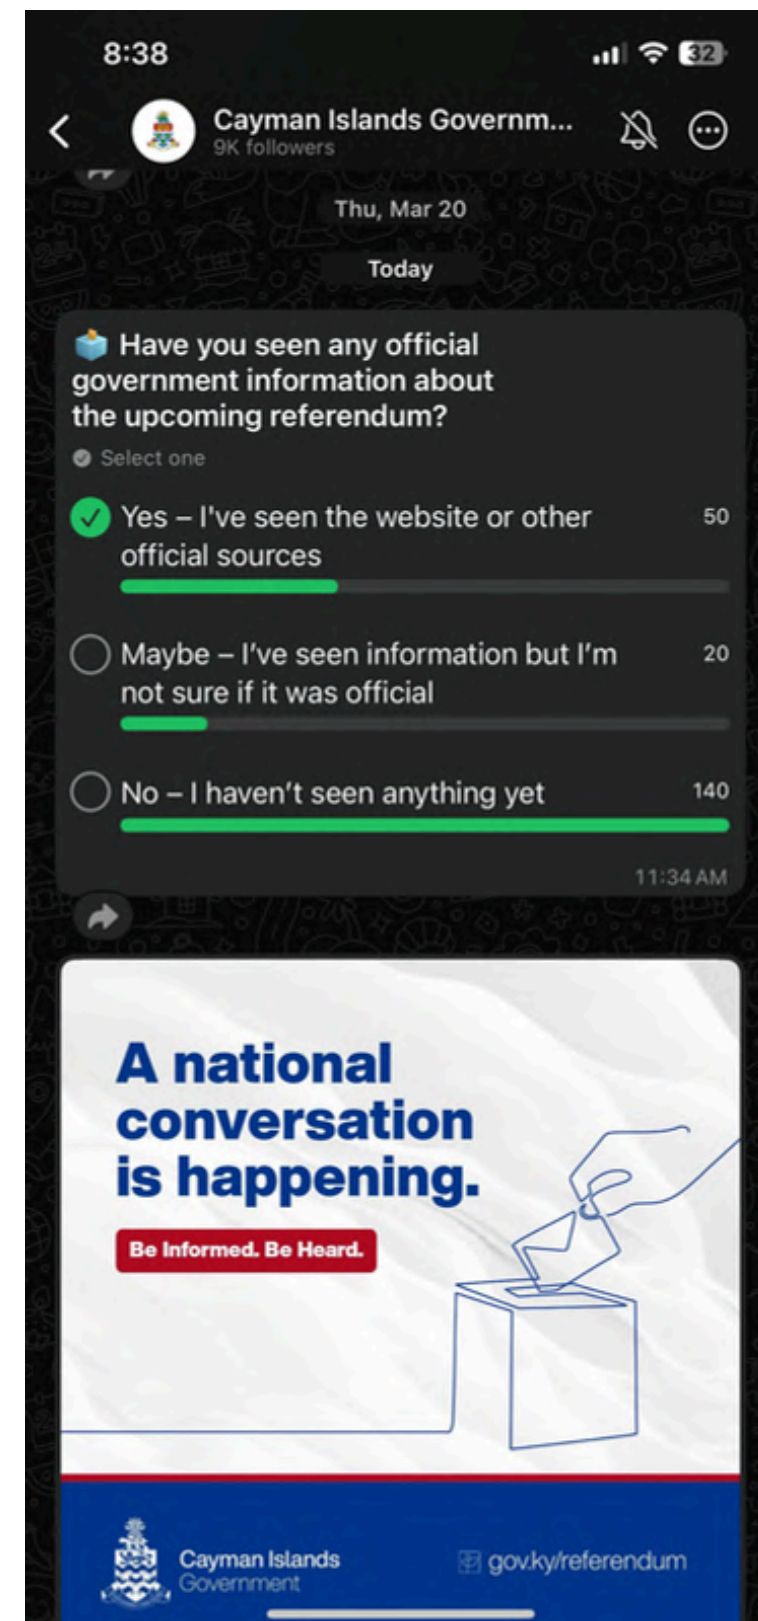 8:38
32
Cayman Islands Governm...
9K followers
Thu, Mar 20
Today
Have you seen any official
government information about
the upcoming referendum?
Select one
Yes – I've seen the website or other
official sources
50
Maybe – I've seen information but I'm
not sure if it was official
20
No – I haven't seen anything yet
140
11:34 AM
A national
conversation
is happening.
Be Informed. Be Heard.
Cayman Islands
Government
gov.ky/referendum